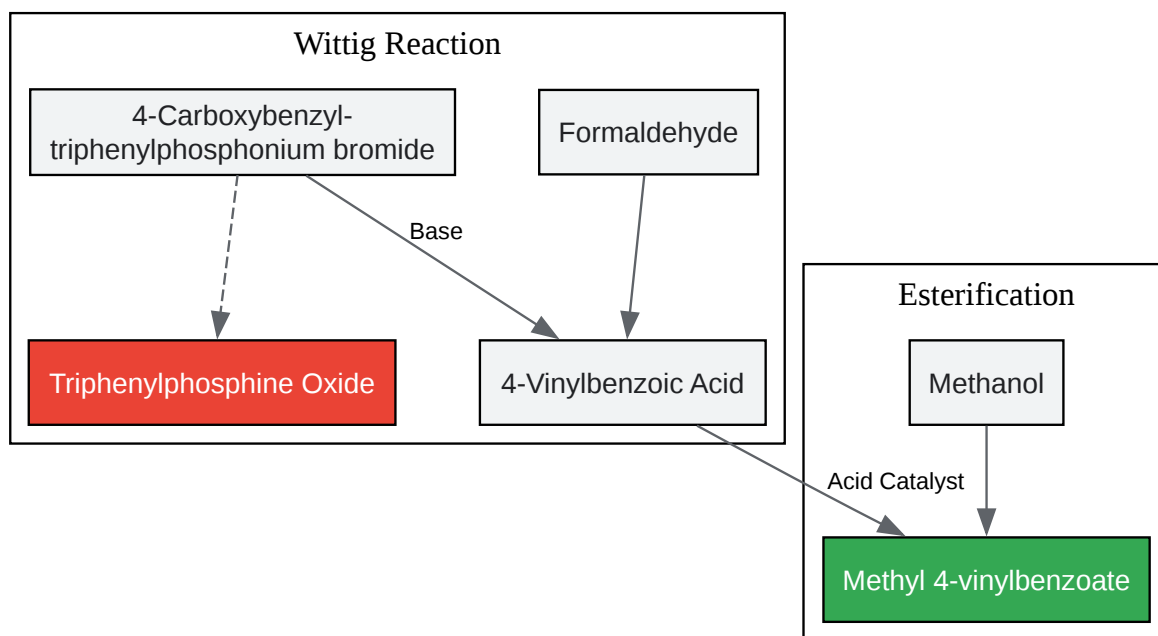 Wittig Reaction
4-Carboxybenzyl-
triphenylphosphonium bromide
Formaldehyde
Base
Esterification
Triphenylphosphine Oxide
4-Vinylbenzoic Acid
Methanol
Acid Catalyst
Methyl 4-vinylbenzoate